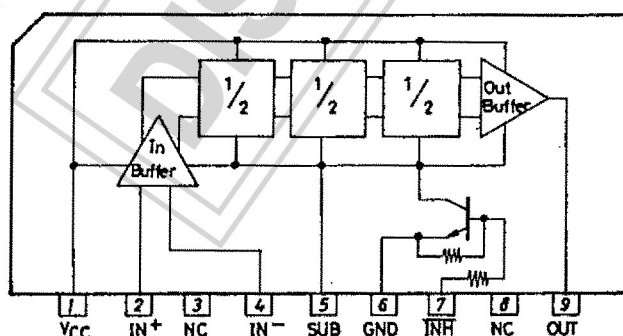 DIS
1/2 1/2 1/2
Out
Buffer
In
Buffer
1 2 3 4 5 6 7 8 9
Vcc IN+ NC IN− SUB GND INH NC OUT